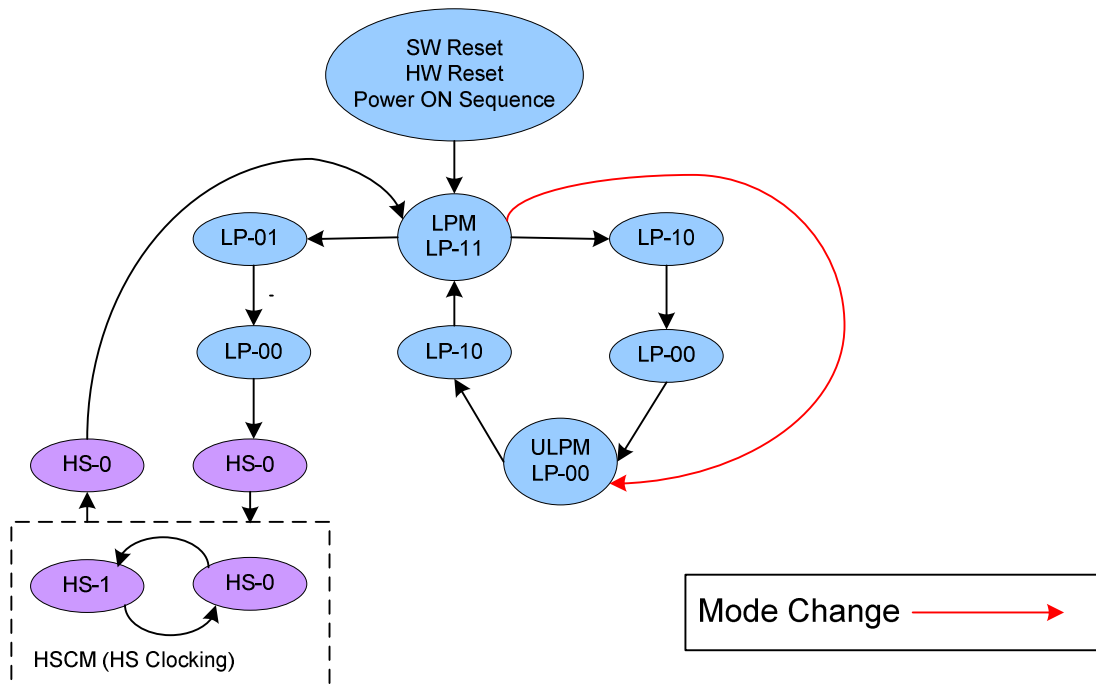 SW Reset
HW Reset
Power ON Sequence
LPM
LP-11
LP-01
LP-10
LP-00
LP-10
LP-00
ULPM
LP-00
HS-0
HS-0
HS-1
HS-0
HSCM (HS Clocking)
Mode Change